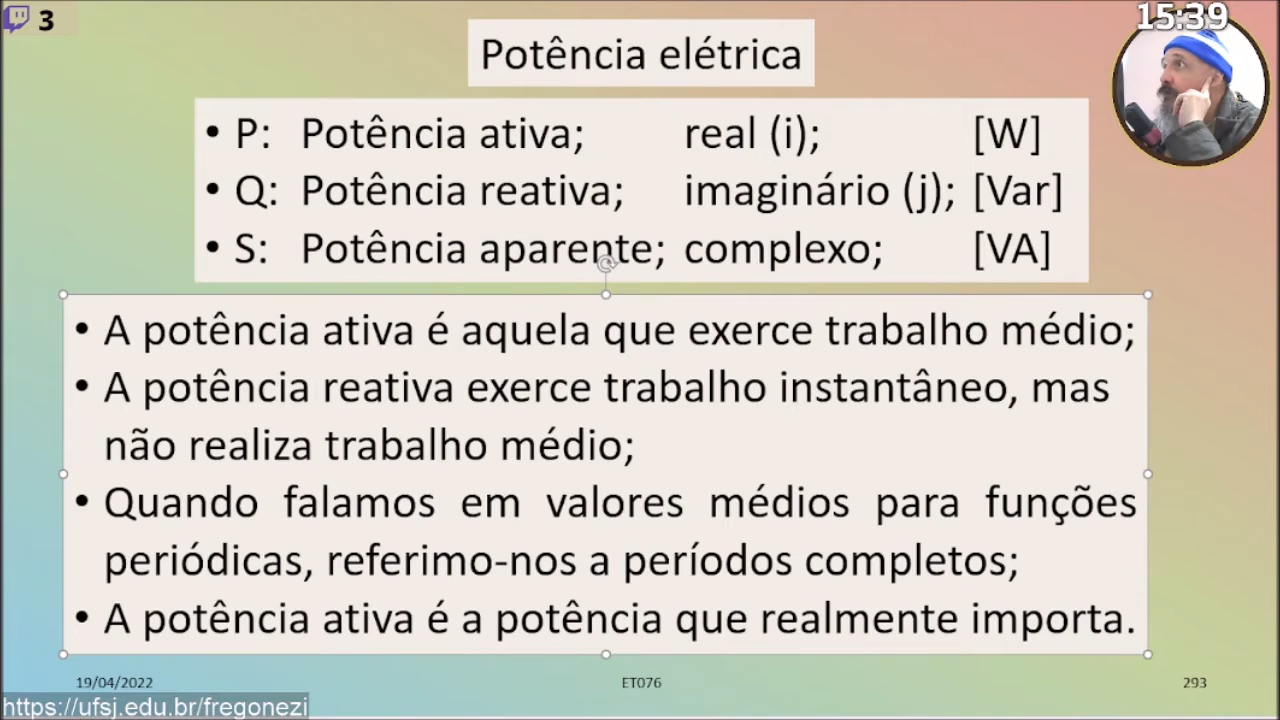 3
15:39
Potência elétrica
• P: Potência ativa; real (i); [W]
• Q: Potência reativa; imaginário (j); [Var]
• S: Potência aparente; complexo; [VA]
• A potência ativa é aquela que exerce trabalho médio;
• A potência reativa exerce trabalho instantâneo, mas
não realiza trabalho médio;
• Quando falamos em valores médios para funções
periódicas, referimo-nos a períodos completos;
• A potência ativa é a potência que realmente importa.
19/04/2022 ET076 293
https://ufsj.edu.br/fregonezi